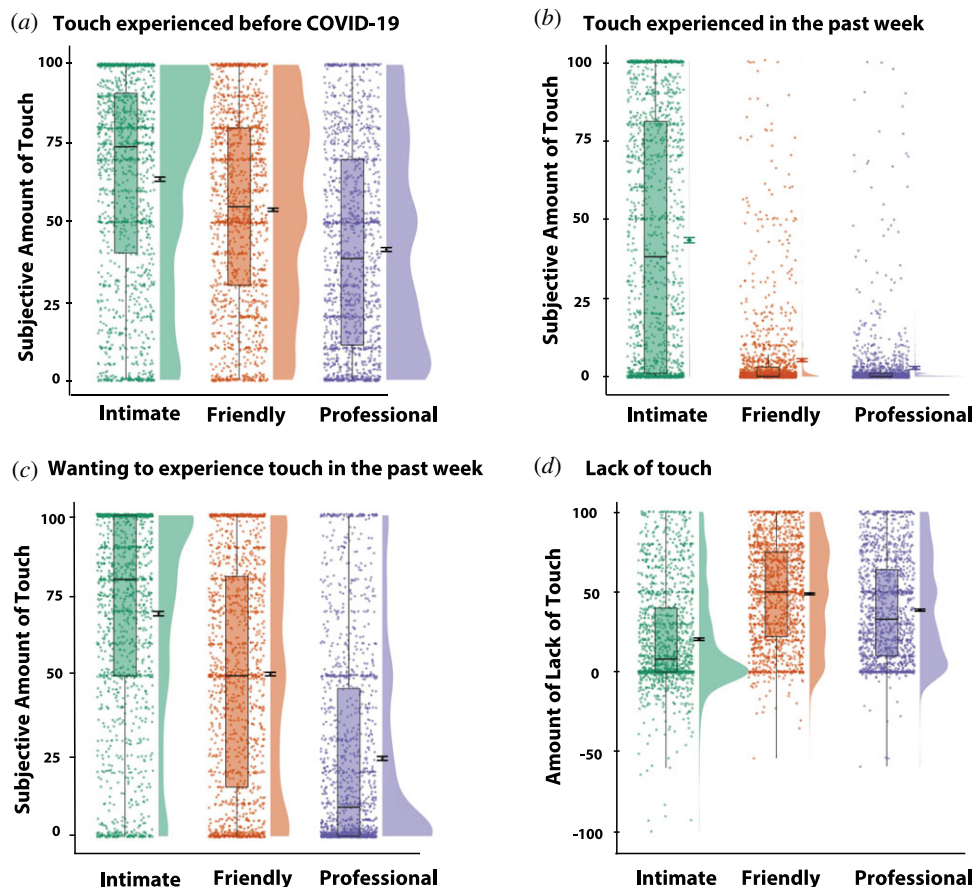 (a) Touch experienced before COVID-19
Subjective Amount of Touch
100
75
50
25
0
Intimate Friendly Professional
(b) Touch experienced in the past week
Subjective Amount of Touch
100
75
50
25
0
Intimate Friendly Professional
(c) Wanting to experience touch in the past week
Subjective Amount of Touch
100
75
50
25
0
Intimate Friendly Professional
(d) Lack of touch
Amount of Lack of Touch
100
50
0
-50
-100
Intimate Friendly Professional